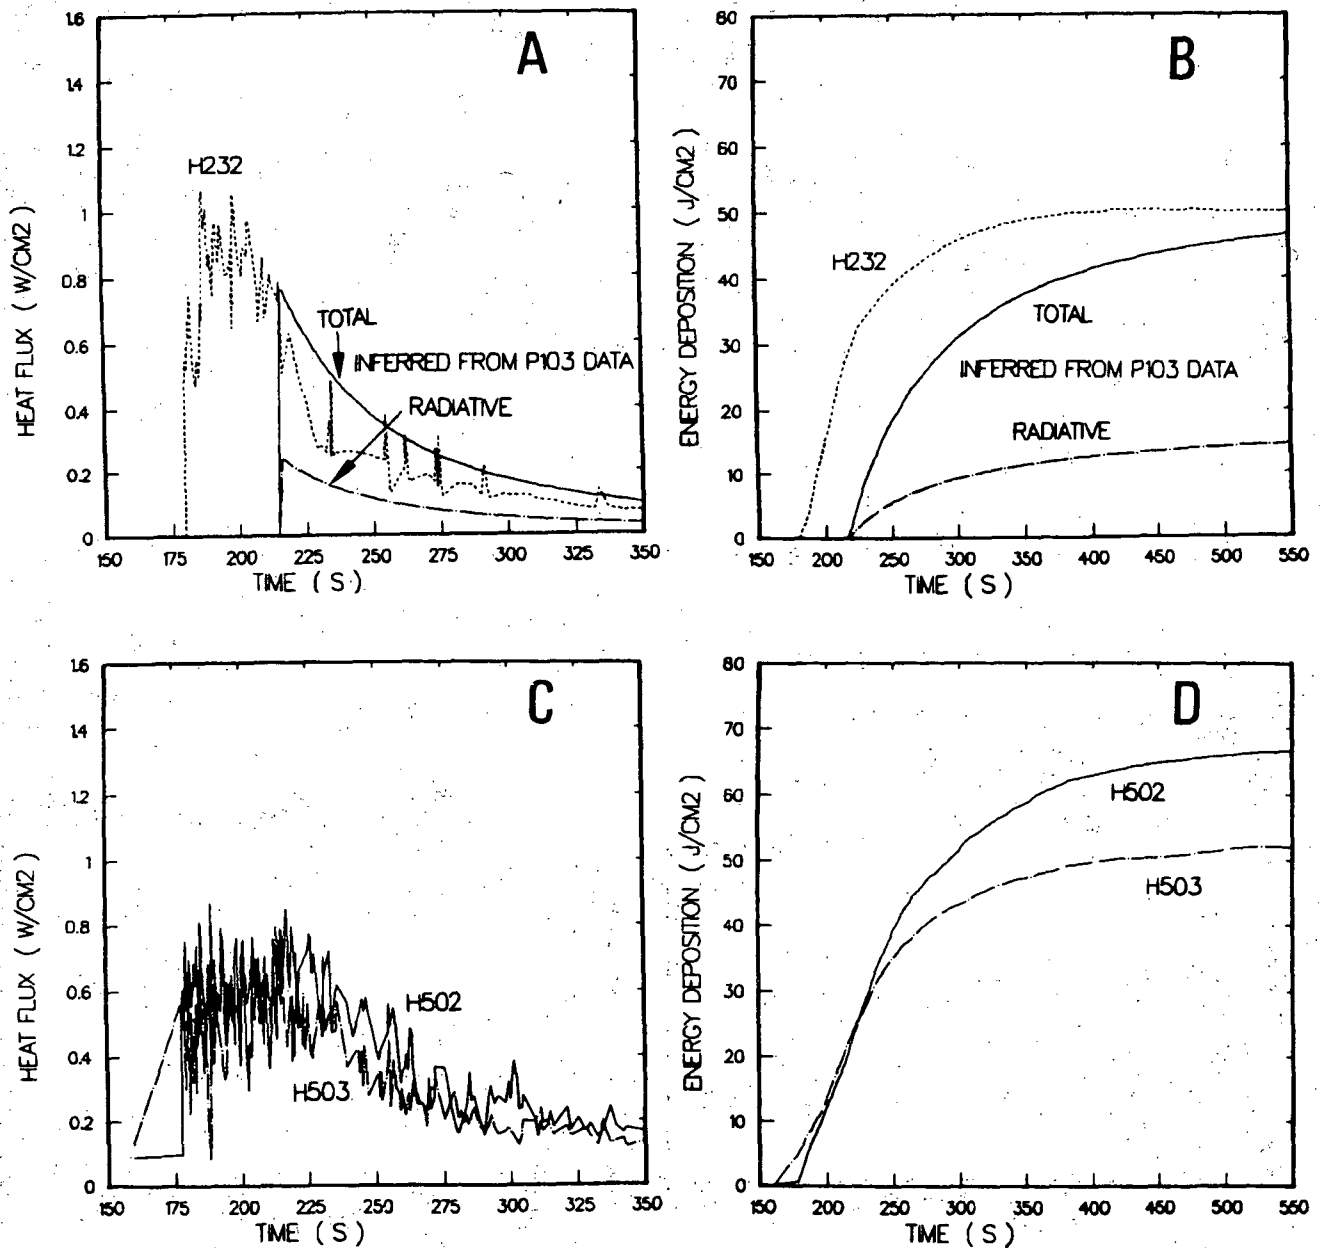 A
1.6
1.4
1.2
1
0.8
0.6
0.4
0.2
0
HEAT FLUX ( W/CM2)
H232
TOTAL
INFERRED FROM P103 DATA
RADIATIVE
150 175 200 225 250 275 300 325 350
TIME ( S )
B
80
70
60
50
40
30
20
10
0
ENERGY DEPOSITION ( J/CM2)
H232
TOTAL
INFERRED FROM P103 DATA
RADIATIVE
150 200 250 300 350 400 450 500 550
TIME ( S )
C
1.6
1.4
1.2
1
0.8
0.6
0.4
0.2
0
HEAT FLUX ( W/CM2)
H502
H503
150 175 200 225 250 275 300 325 350
TIME ( S )
D
80
70
60
50
40
30
20
10
0
ENERGY DEPOSITION ( J/CM2)
H502
H503
150 200 250 300 350 400 450 500 550
TIME ( S )